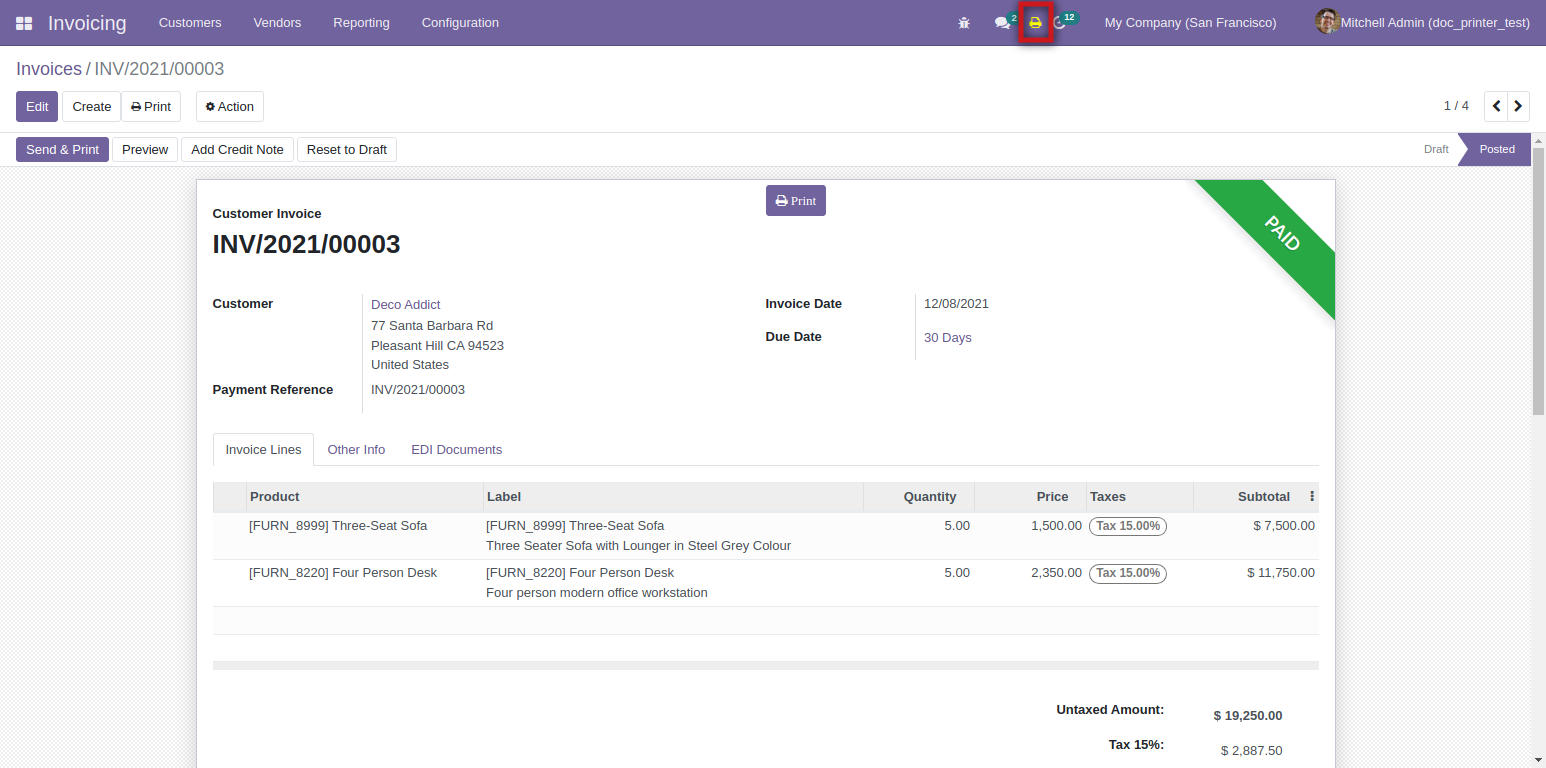 Invoicing Customers Vendors Reporting Configuration 2 12 My Company (San Francisco) Mitchell Admin (doc_printer_test)
Invoices / INV/2021/00003
Edit Create Print Action 1 / 4
Send & Print Preview Add Credit Note Reset to Draft Draft Posted
Print
PAID
Customer Invoice
INV/2021/00003
Customer Deco Addict Invoice Date 12/08/2021
77 Santa Barbara Rd
Pleasant Hill CA 94523 Due Date 30 Days
United States
Payment Reference INV/2021/00003
Invoice Lines Other Info EDI Documents
Product Label Quantity Price Taxes Subtotal
[FURN_8999] Three-Seat Sofa [FURN_8999] Three-Seat Sofa 5.00 1,500.00 Tax 15.00% $ 7,500.00
Three Seater Sofa with Lounger in Steel Grey Colour
[FURN_8220] Four Person Desk [FURN_8220] Four Person Desk 5.00 2,350.00 Tax 15.00% $ 11,750.00
Four person modern office workstation
Untaxed Amount: $ 19,250.00
Tax 15%: $ 2,887.50